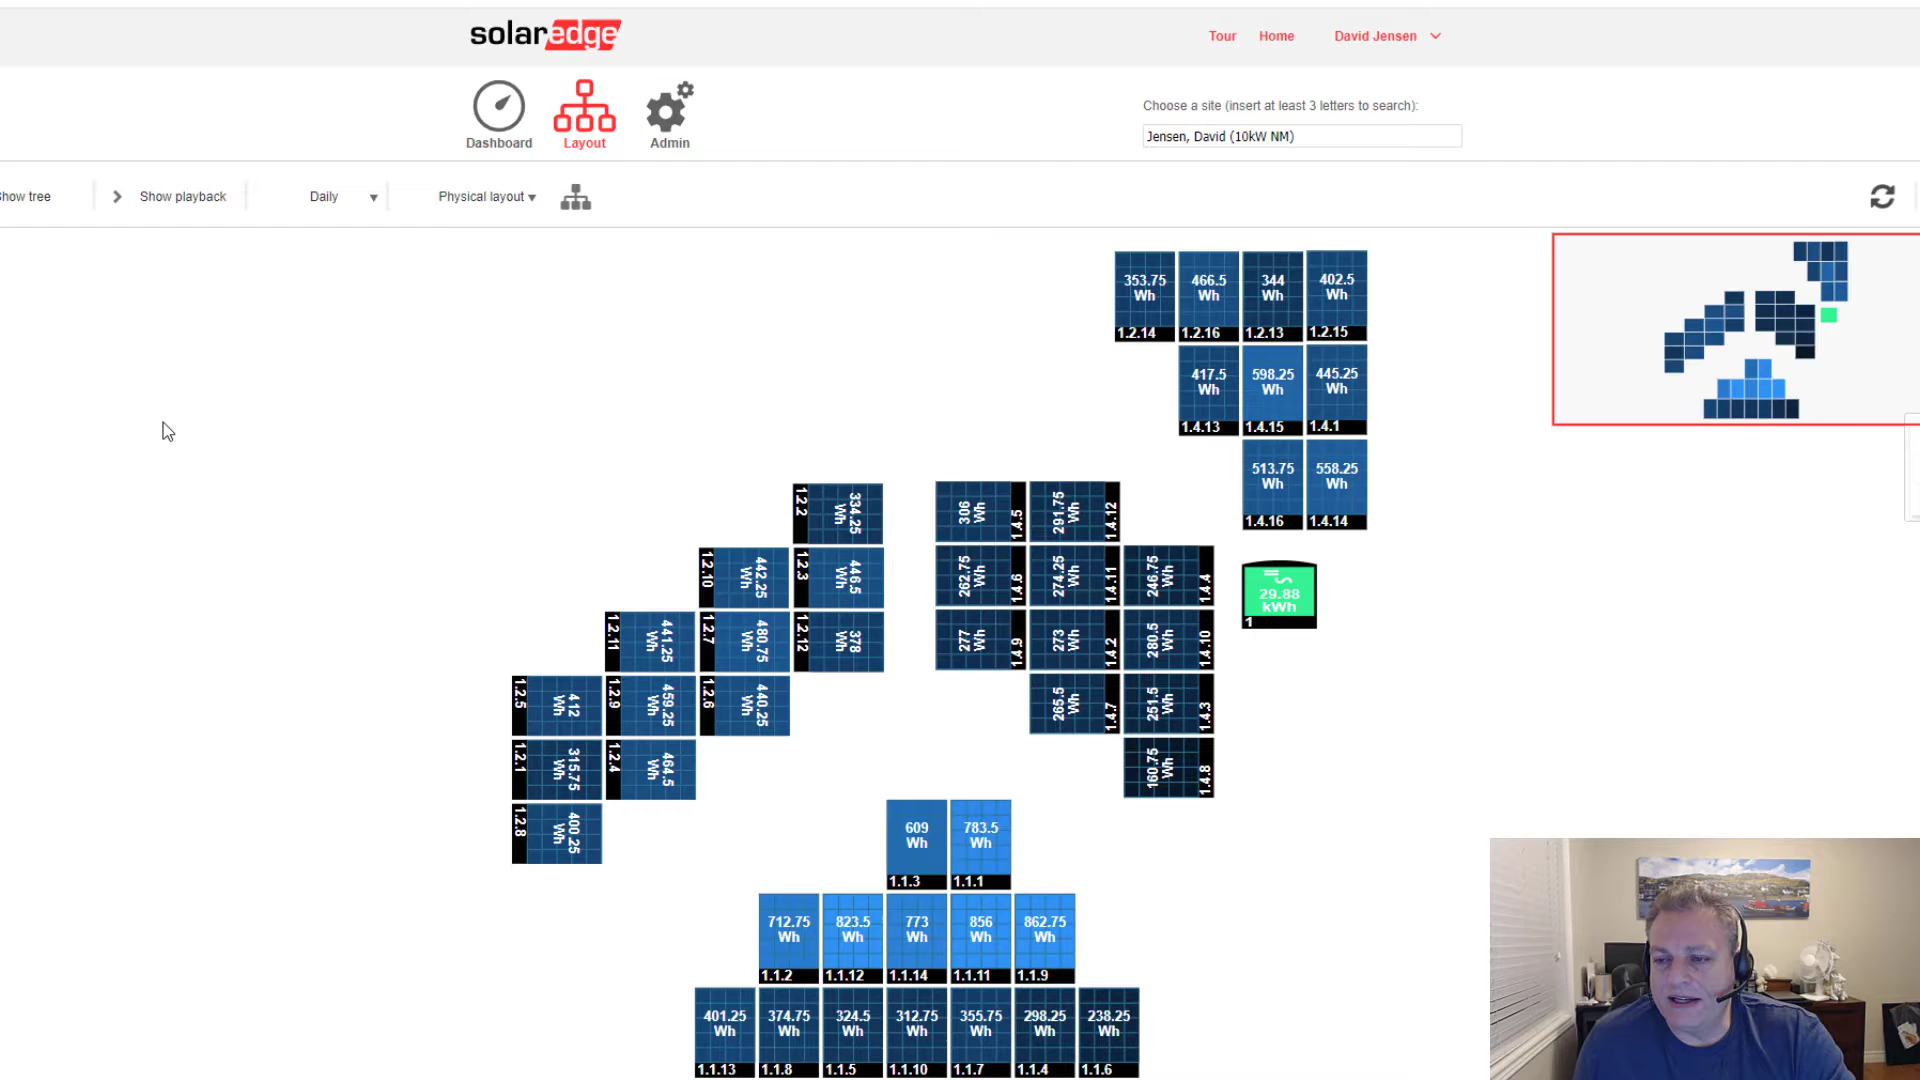 solaredge
Tour
Home
David Jensen
Dashboard
Layout
Admin
Choose a site (insert at least 3 letters to search):
Jensen, David (10kW NM)
how tree
Show playback
Daily
Physical layout
353.75 Wh
1.2.14
466.5 Wh
1.2.16
344 Wh
1.2.13
402.5 Wh
1.2.15
417.5 Wh
1.4.13
598.25 Wh
1.4.15
445.25 Wh
1.4.1
513.75 Wh
1.4.16
558.25 Wh
1.4.14
1.2.2
334.25 Wh
306 Wh
1.4.5
291.75 Wh
1.4.12
1.2.10
442.25 Wh
1.2.3
446.5 Wh
262.75 Wh
1.4.6
274.25 Wh
1.4.11
246.75 Wh
1.4.4
29.88 kWh
1
1.2.11
441.25 Wh
1.2.7
480.75 Wh
1.2.12
378 Wh
277 Wh
1.4.9
273 Wh
1.4.2
280.5 Wh
1.4.10
1.2.5
412 Wh
1.2.9
459.25 Wh
1.2.6
440.25 Wh
265.5 Wh
1.4.7
251.5 Wh
1.4.3
1.2.1
315.75 Wh
1.2.4
464.5 Wh
160.75 Wh
1.4.8
1.2.8
400.25 Wh
609 Wh
1.1.3
783.5 Wh
1.1.1
712.75 Wh
1.1.2
823.5 Wh
1.1.12
773 Wh
1.1.14
856 Wh
1.1.11
862.75 Wh
1.1.9
401.25 Wh
1.1.13
374.75 Wh
1.1.8
324.5 Wh
1.1.5
312.75 Wh
1.1.10
355.75 Wh
1.1.7
298.25 Wh
1.1.4
238.25 Wh
1.1.6